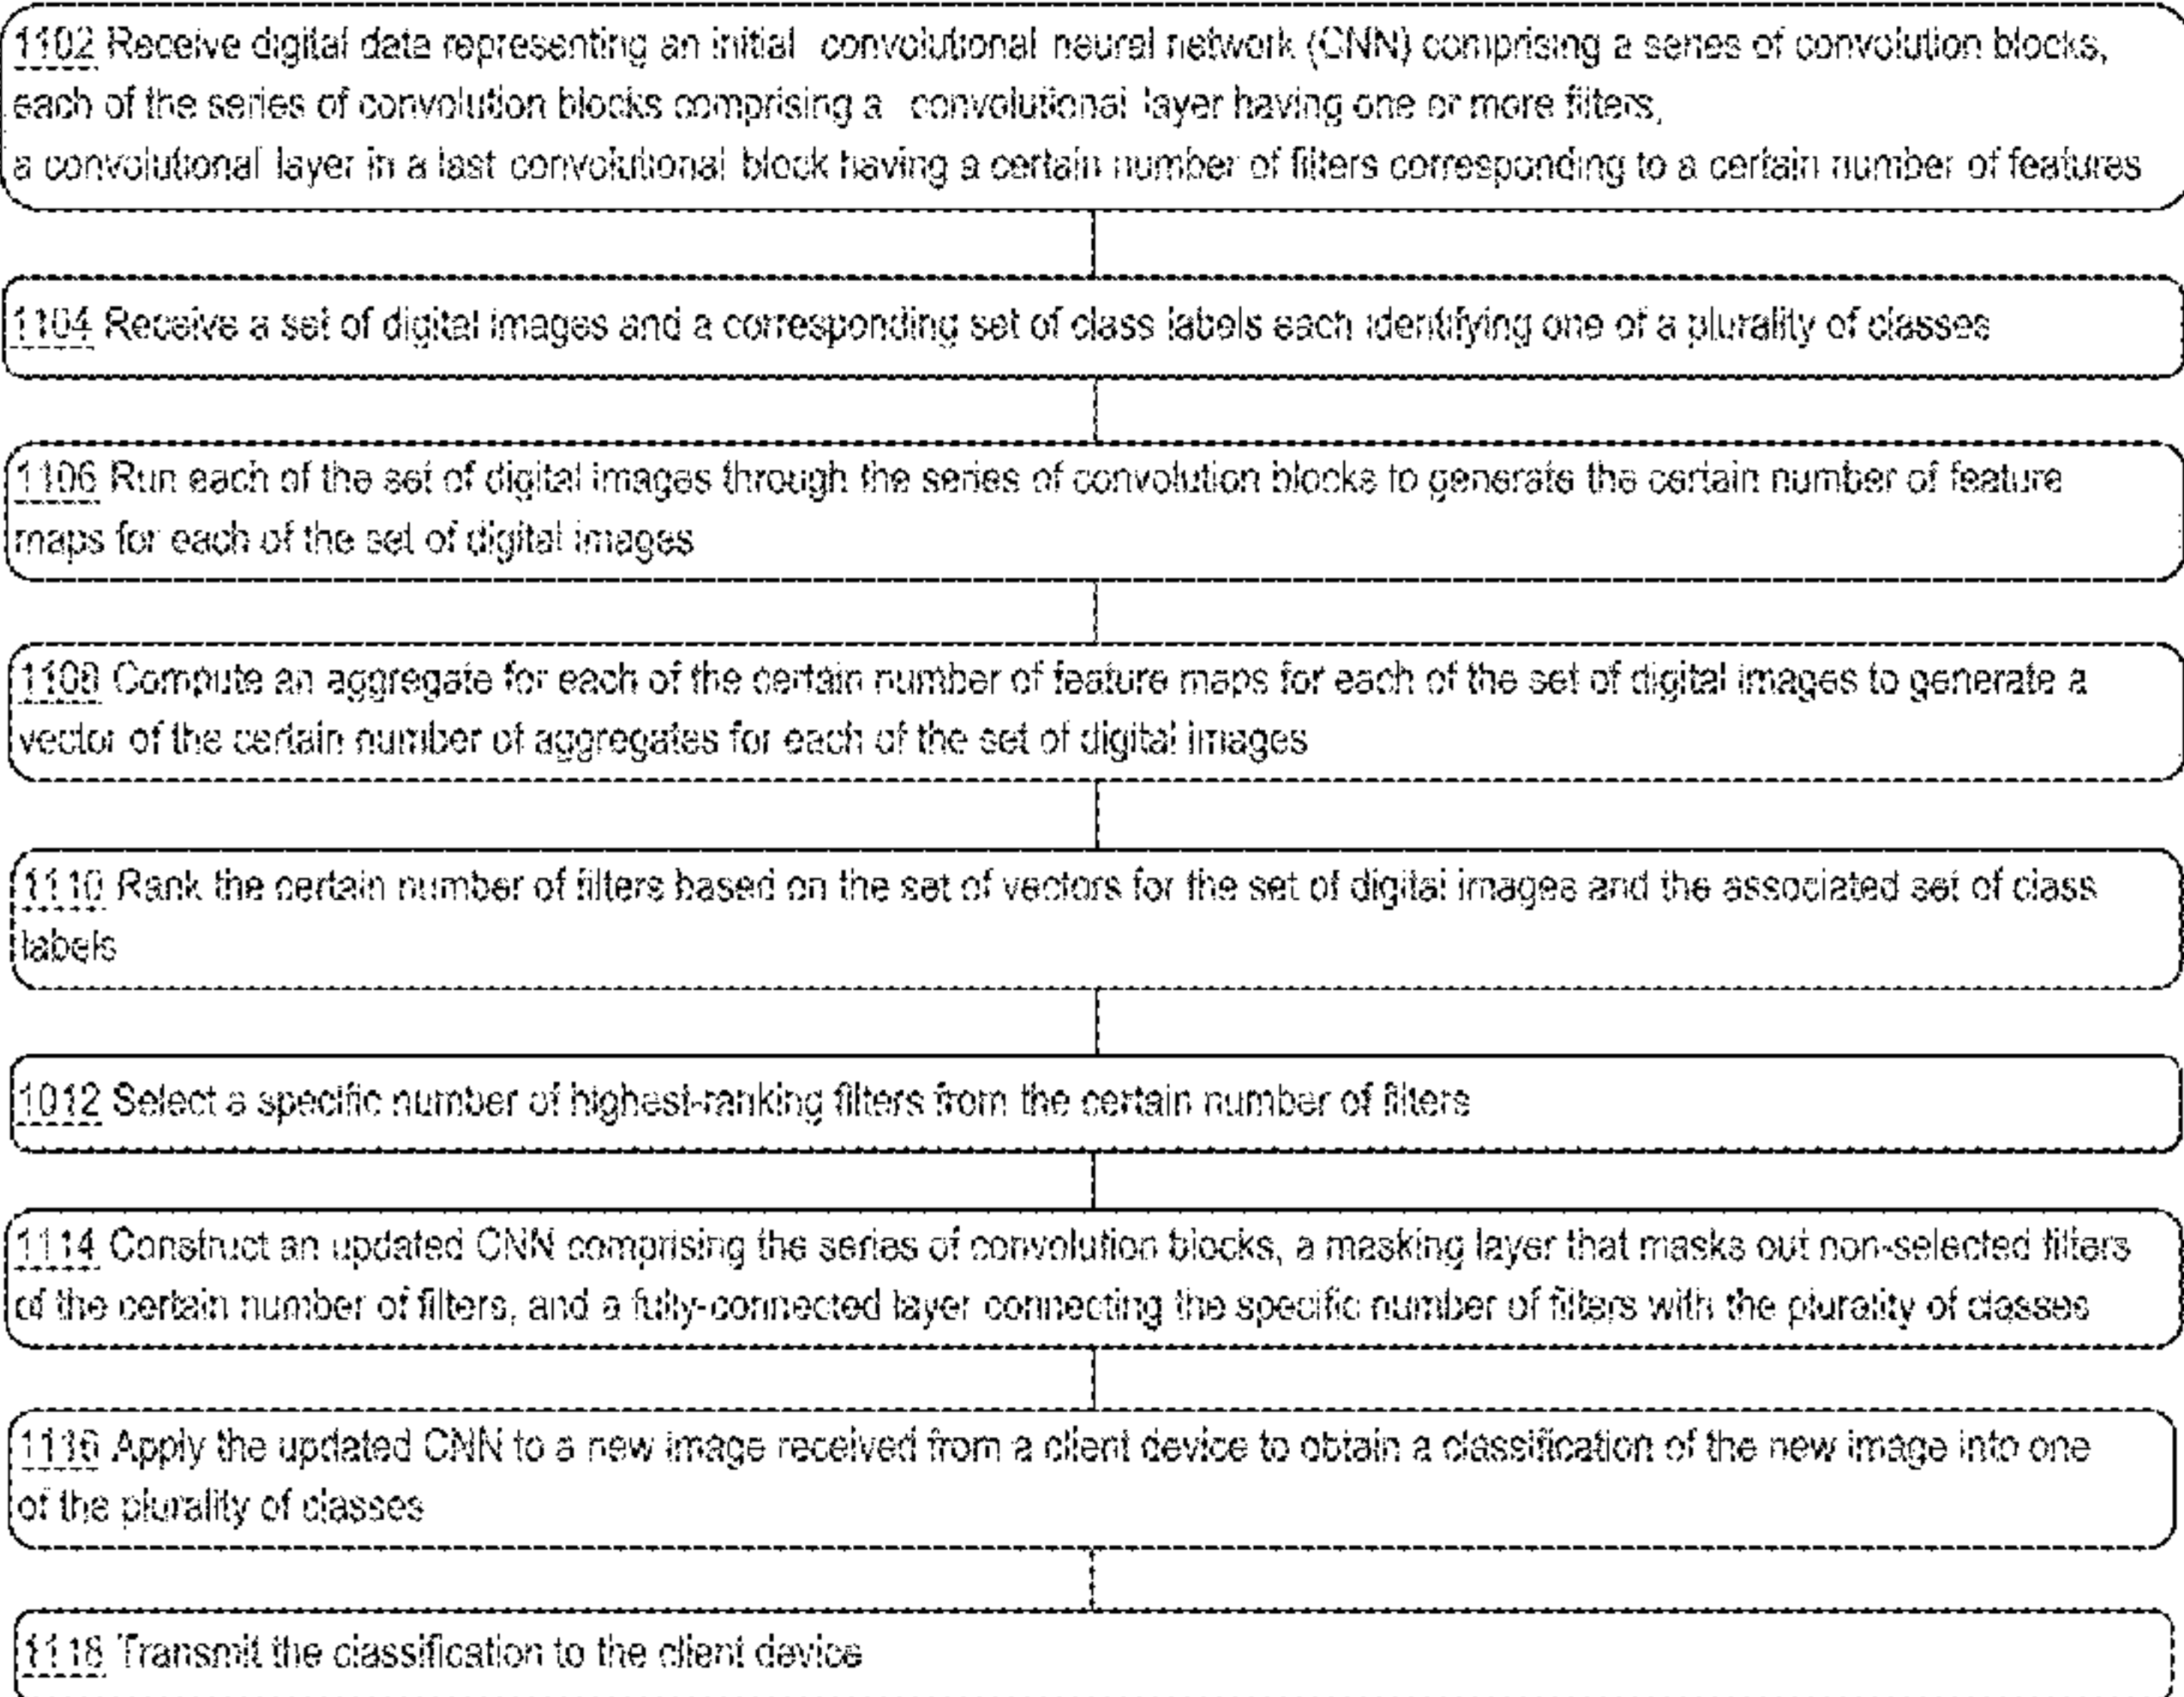 1102 Receive digital data representing an initial convolutional neural network (CNN) comprising a series of convolution blocks,
each of the series of convolution blocks comprising a convolutional layer having one or more filters,
a convolutional layer in a last convolutional block having a certain number of filters corresponding to a certain number of features
1104 Receive a set of digital images and a corresponding set of class labels each identifying one of a plurality of classes
1106 Run each of the set of digital images through the series of convolution blocks to generate the certain number of feature
maps for each of the set of digital images
1108 Compute an aggregate for each of the certain number of feature maps for each of the set of digital images to generate a
vector of the certain number of aggregates for each of the set of digital images
1110 Rank the certain number of filters based on the set of vectors for the set of digital images and the associated set of class
labels
1012 Select a specific number of highest-ranking filters from the certain number of filters
1114 Construct an updated CNN comprising the series of convolution blocks, a masking layer that masks out non-selected filters
of the certain number of filters, and a fully-connected layer connecting the specific number of filters with the plurality of classes
1116 Apply the updated CNN to a new image received from a client device to obtain a classification of the new image into one
of the plurality of classes
1118 Transmit the classification to the client device